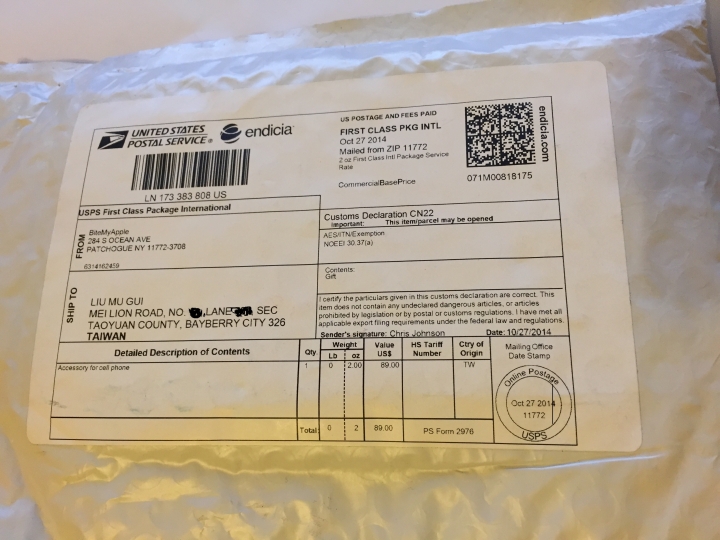 UNITED STATES
POSTAL SERVICE®
endicia
LN 173 383 808 US
US POSTAGE AND FEES PAID
FIRST CLASS PKG INTL
Oct 27 2014
Mailed from ZIP 11772
2 oz First Class Intl Package Service
Rate
CommercialBasePrice
071M00818175
endicia.com
USPS First Class Package International
FROM
BiteMyApple
284 S OCEAN AVE
PATCHOGUE NY 11772-3708
6314162459
SHIP TO
LIU MU GUI
MEI LION ROAD, NO. ,LANE SEC
TAOYUAN COUNTY, BAYBERRY CITY 326
TAIWAN
Customs Declaration CN22
Important: This item/parcel may be opened
AES/ITN/Exemption
NOEEI 30.37(a)
Contents:
Gift
I certify the particulars given in this customs declaration are correct. This
item does not contain any undeclared dangerous articles, or articles
prohibited by legislation or by postal or customs regulations. I have met all
applicable export filing requirements under the federal law and regulations.
Sender's signature: Chris Johnson Date: 10/27/2014
Detailed Description of Contents Qty Weight Lb oz Value US$ HS Tariff Number Ctry of Origin
Accessory for cell phone 1 0 2.00 89.00 TW
Total: 0 2 89.00 PS Form 2976
Mailing Office
Date Stamp
Online Postage
Oct 27 2014
11772
USPS